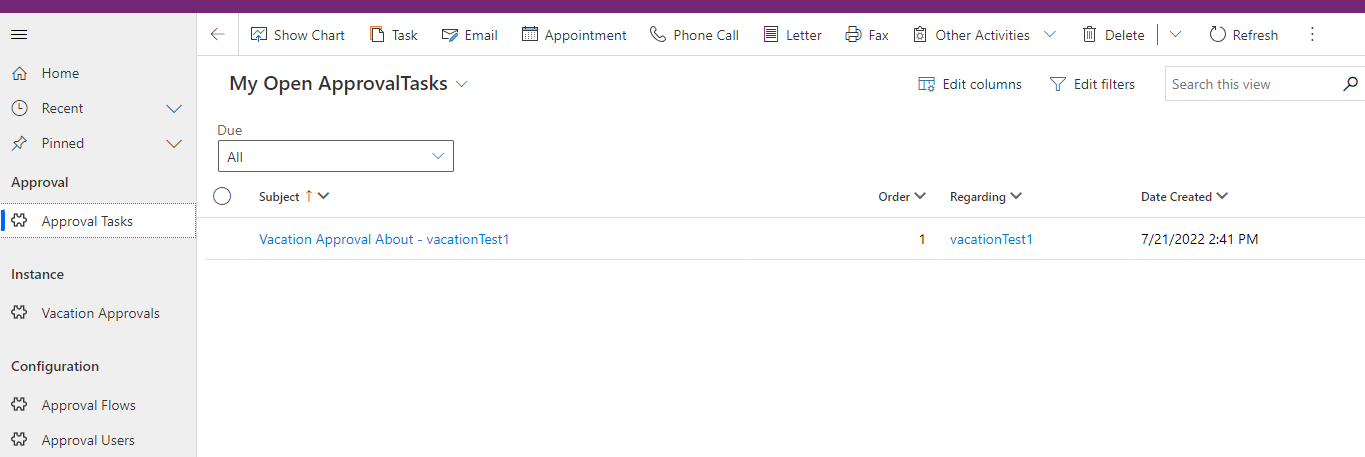 Show Chart Task Email Appointment Phone Call Letter Fax Other Activities Delete Refresh
Home
Recent
Pinned
Approval
Approval Tasks
Instance
Vacation Approvals
Configuration
Approval Flows
Approval Users
My Open ApprovalTasks Edit columns Edit filters Search this view
Due
All
Subject Order Regarding Date Created
Vacation Approval About - vacationTest1 1 vacationTest1 7/21/2022 2:41 PM